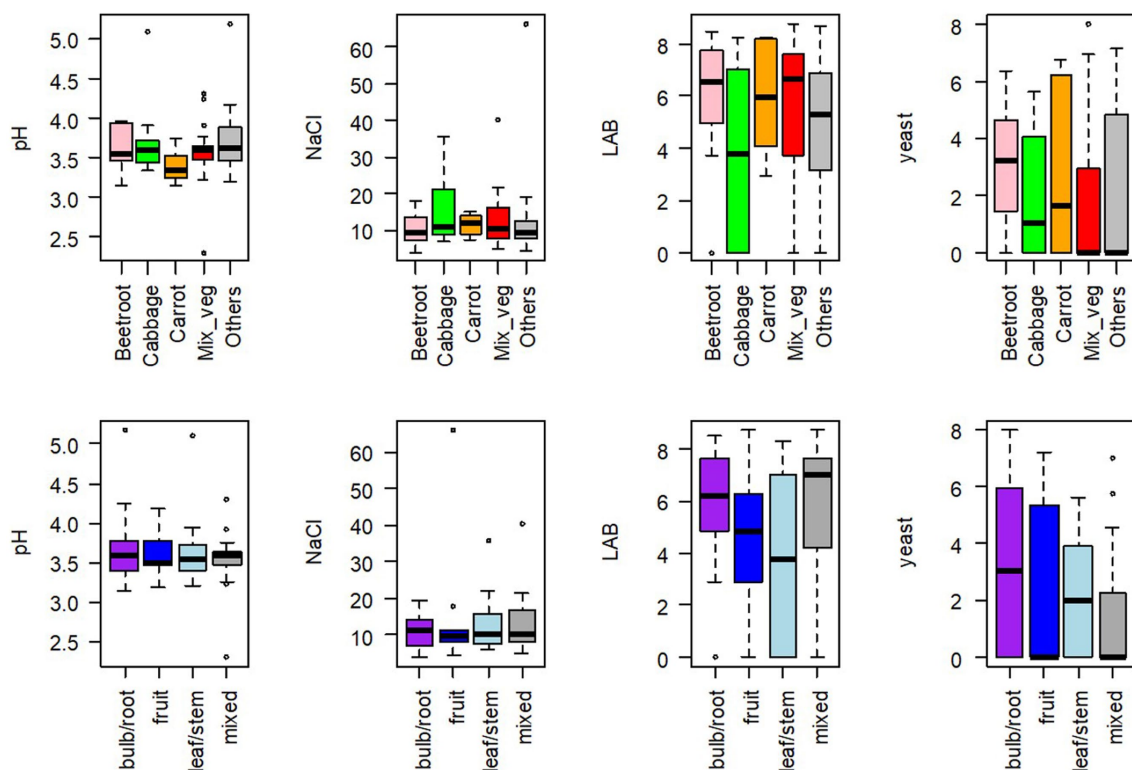 pH
5.0
4.5
4.0
3.5
3.0
2.5
Beetroot
Cabbage
Carrot
Mix_veg
Others
NaCl
60
50
40
30
20
10
Beetroot
Cabbage
Carrot
Mix_veg
Others
LAB
8
6
4
2
0
Beetroot
Cabbage
Carrot
Mix_veg
Others
yeast
8
6
4
2
0
Beetroot
Cabbage
Carrot
Mix_veg
Others
pH
5.0
4.5
4.0
3.5
3.0
2.5
bulb/root
fruit
leaf/stem
mixed
NaCl
60
50
40
30
20
10
bulb/root
fruit
leaf/stem
mixed
LAB
8
6
4
2
0
bulb/root
fruit
leaf/stem
mixed
yeast
8
6
4
2
0
bulb/root
fruit
leaf/stem
mixed